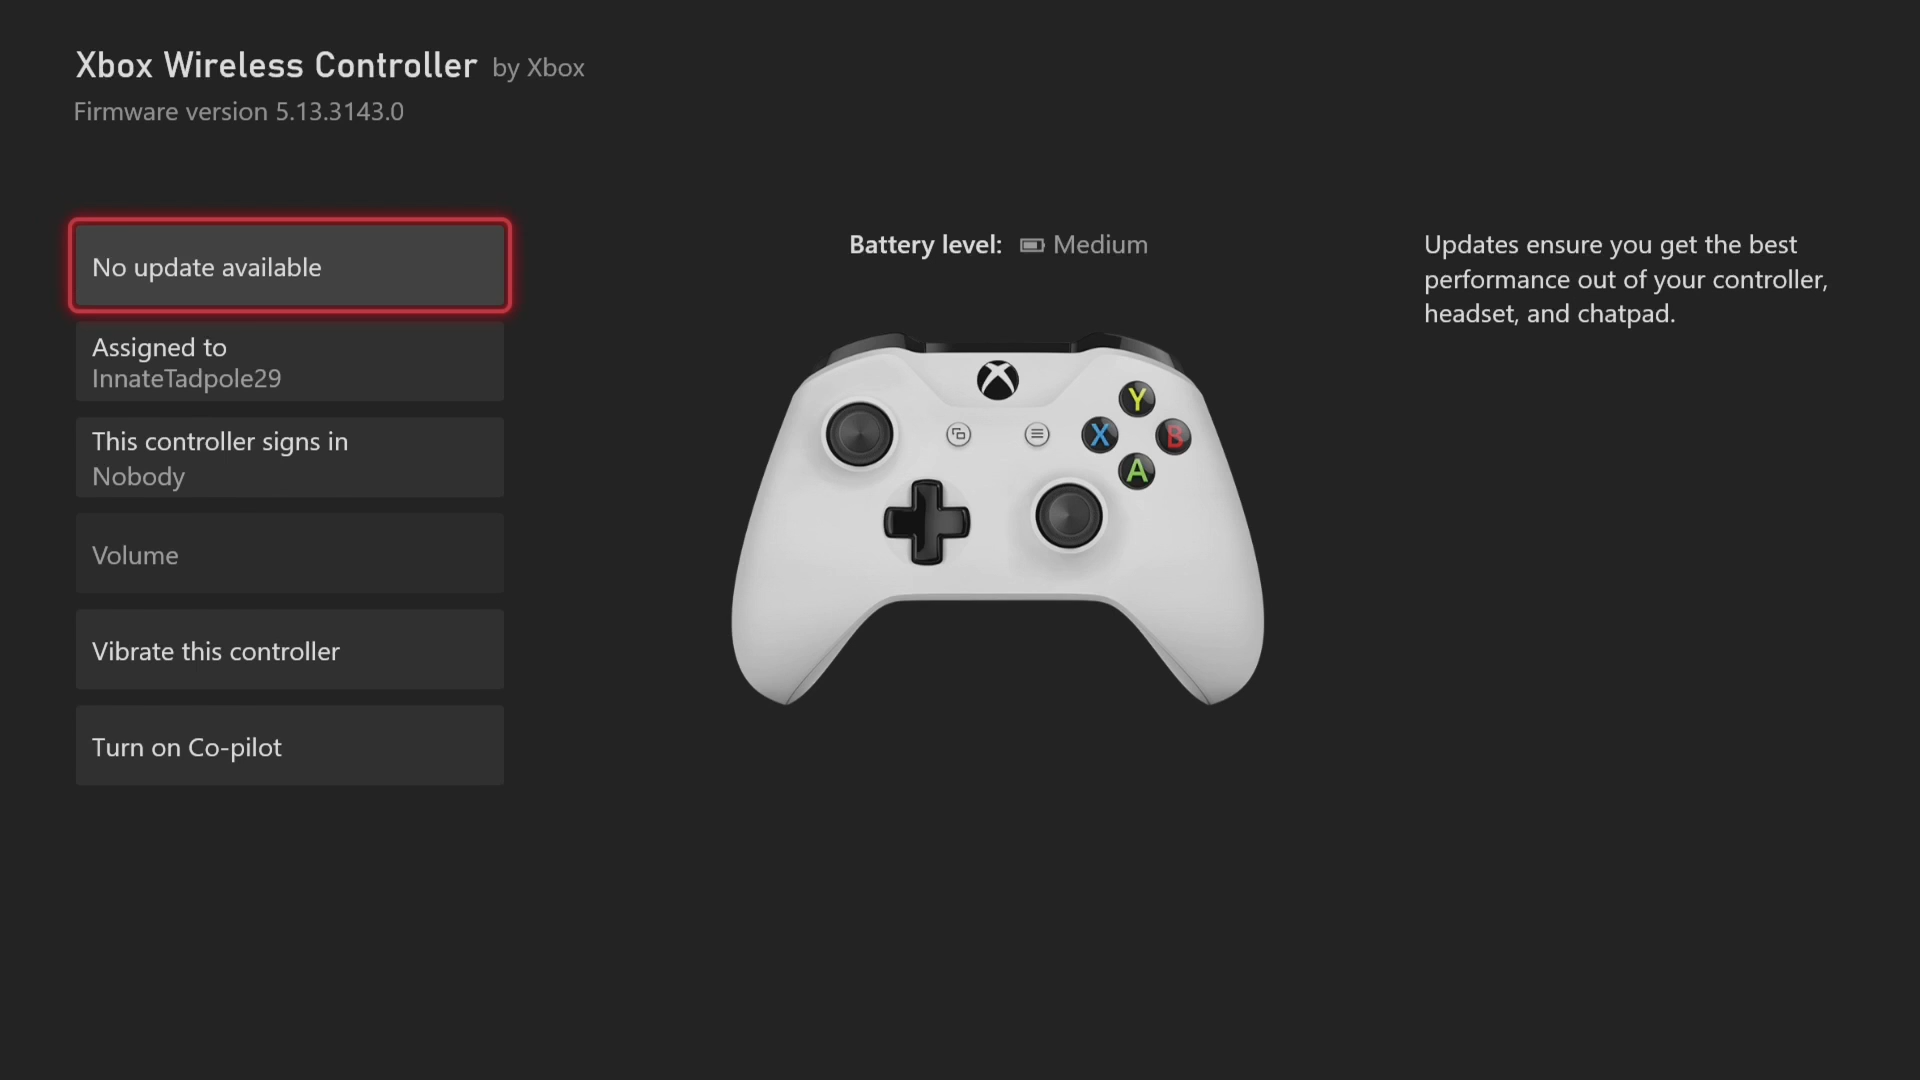 Xbox Wireless Controller by Xbox
Firmware version 5.13.3143.0
No update available
Assigned to
InnateTadpole29
This controller signs in
Nobody
Volume
Vibrate this controller
Turn on Co-pilot
Battery level: Medium
Y
X
B
A
Updates ensure you get the best
performance out of your controller,
headset, and chatpad.